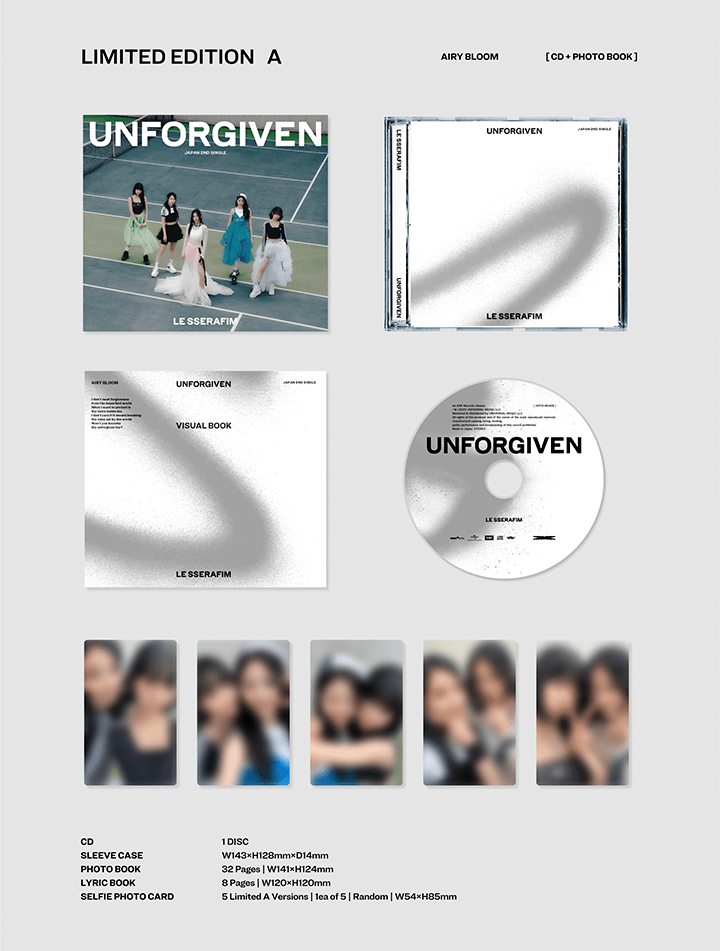 LIMITED EDITION A
AIRY BLOOM
[ CD + PHOTO BOOK ]
UNFORGIVEN
JAPAN 2ND SINGLE
LE SSERAFIM
LE SSERAFIM
UNFORGIVEN
UNFORGIVEN
JAPAN 2ND SINGLE
LE SSERAFIM
AIRY BLOOM
UNFORGIVEN
JAPAN 2ND SINGLE
I don't need forgiveness
VISUAL BOOK
LE SSERAFIM
UNFORGIVEN
LE SSERAFIM
CD
1 DISC
SLEEVE CASE
W143×H128mm×D14mm
PHOTO BOOK
32 Pages | W141×H124mm
LYRIC BOOK
8 Pages | W120×H120mm
SELFIE PHOTO CARD
5 Limited A Versions | 1ea of 5 | Random | W54×H85mm